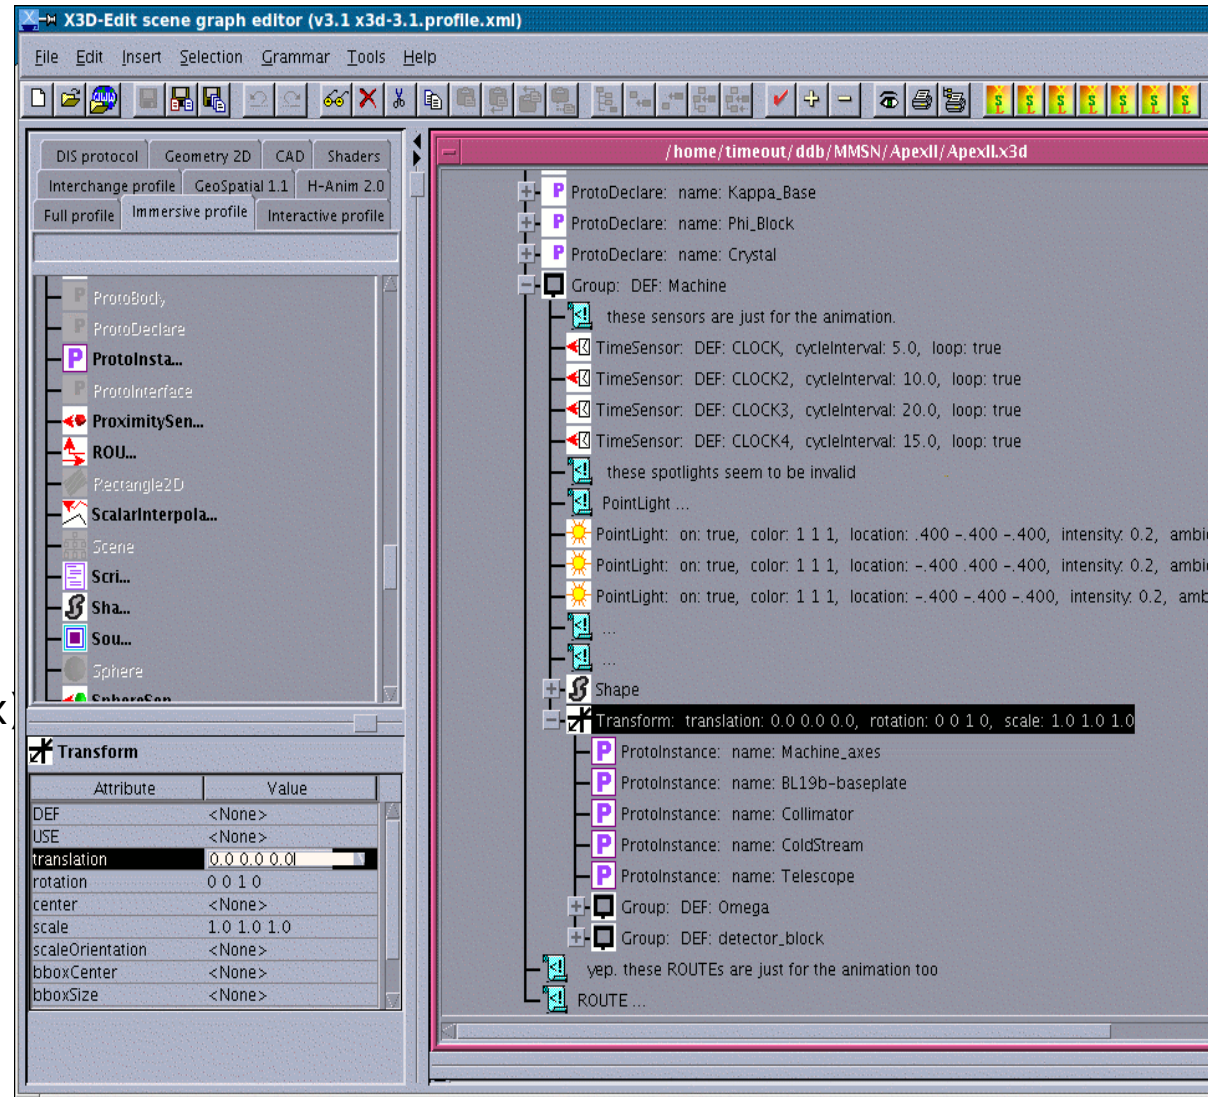 X3D-Edit scene graph editor (v3.1 x3d-3.1.profile.xml)
File Edit Insert Selection Grammar Tools Help
DIS protocol Geometry 2D CAD Shaders
Interchange profile GeoSpatial 1.1 H-Anim 2.0
Full profile Immersive profile Interactive profile
ProtoBody
ProtoDeclare
ProtoInsta...
ProtoInterface
ProximitySen...
ROU...
Rectangle2D
ScalarInterpola...
Scene
Scri...
Sha...
Sou...
Sphere
SphereSen
x)
Transform
Attribute Value
DEF <None>
USE <None>
translation 0.0 0.0 0.0
rotation 0 0 1 0
center <None>
scale 1.0 1.0 1.0
scaleOrientation <None>
bboxCenter <None>
bboxSize <None>
/home/timeout/ddb/MMSN/ApexII/ApexII.x3d
ProtoDeclare: name: Kappa_Base
ProtoDeclare: name: Phi_Block
ProtoDeclare: name: Crystal
Group: DEF: Machine
these sensors are just for the animation.
TimeSensor: DEF: CLOCK, cycleInterval: 5.0, loop: true
TimeSensor: DEF: CLOCK2, cycleInterval: 10.0, loop: true
TimeSensor: DEF: CLOCK3, cycleInterval: 20.0, loop: true
TimeSensor: DEF: CLOCK4, cycleInterval: 15.0, loop: true
these spotlights seem to be invalid
PointLight ...
PointLight: on: true, color: 1 1 1, location: .400 -.400 -.400, intensity: 0.2, ambi
PointLight: on: true, color: 1 1 1, location: -.400 .400 -.400, intensity: 0.2, ambi
PointLight: on: true, color: 1 1 1, location: -.400 -.400 -.400, intensity: 0.2, amb
...
...
Shape
Transform: translation: 0.0 0.0 0.0, rotation: 0 0 1 0, scale: 1.0 1.0 1.0
ProtoInstance: name: Machine_axes
ProtoInstance: name: BL19b-baseplate
ProtoInstance: name: Collimator
ProtoInstance: name: ColdStream
ProtoInstance: name: Telescope
Group: DEF: Omega
Group: DEF: detector_block
yep. these ROUTEs are just for the animation too
ROUTE ...